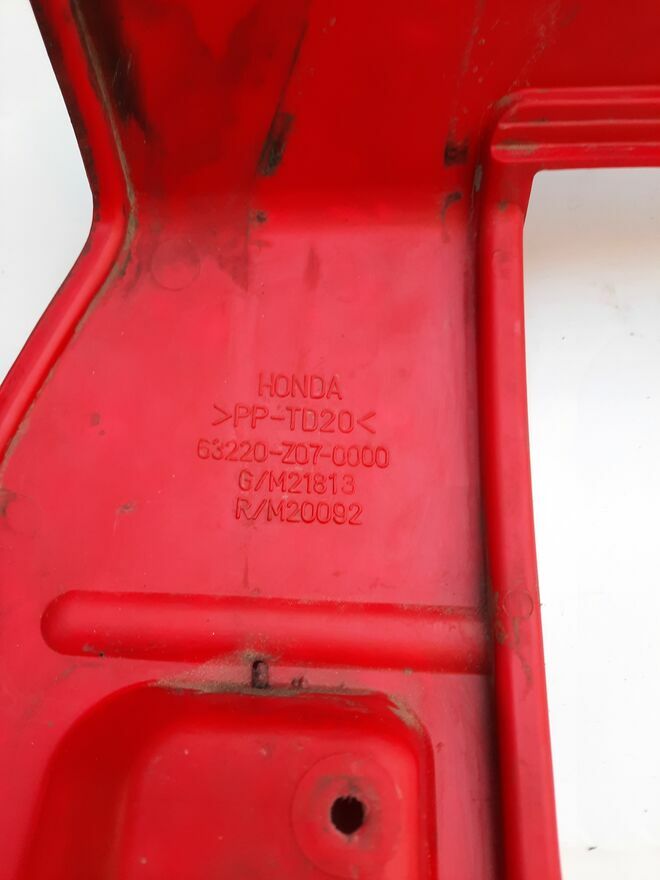 HONDA
>PP-TD20<
63220-Z07-0000
G/M21813
R/M20092